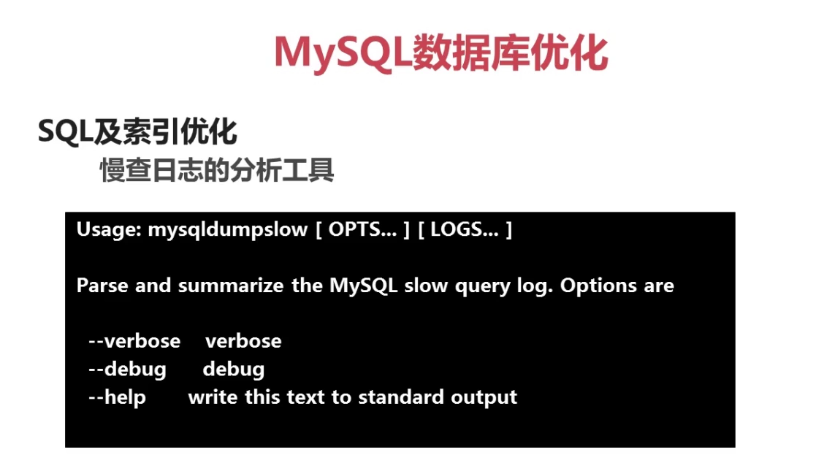 MySQL数据库优化
SQL及索引优化
慢查日志的分析工具
Usage: mysqldumpslow [ OPTS... ] [ LOGS... ]
Parse and summarize the MySQL slow query log. Options are
--verbose verbose
--debug debug
--help write this text to standard output